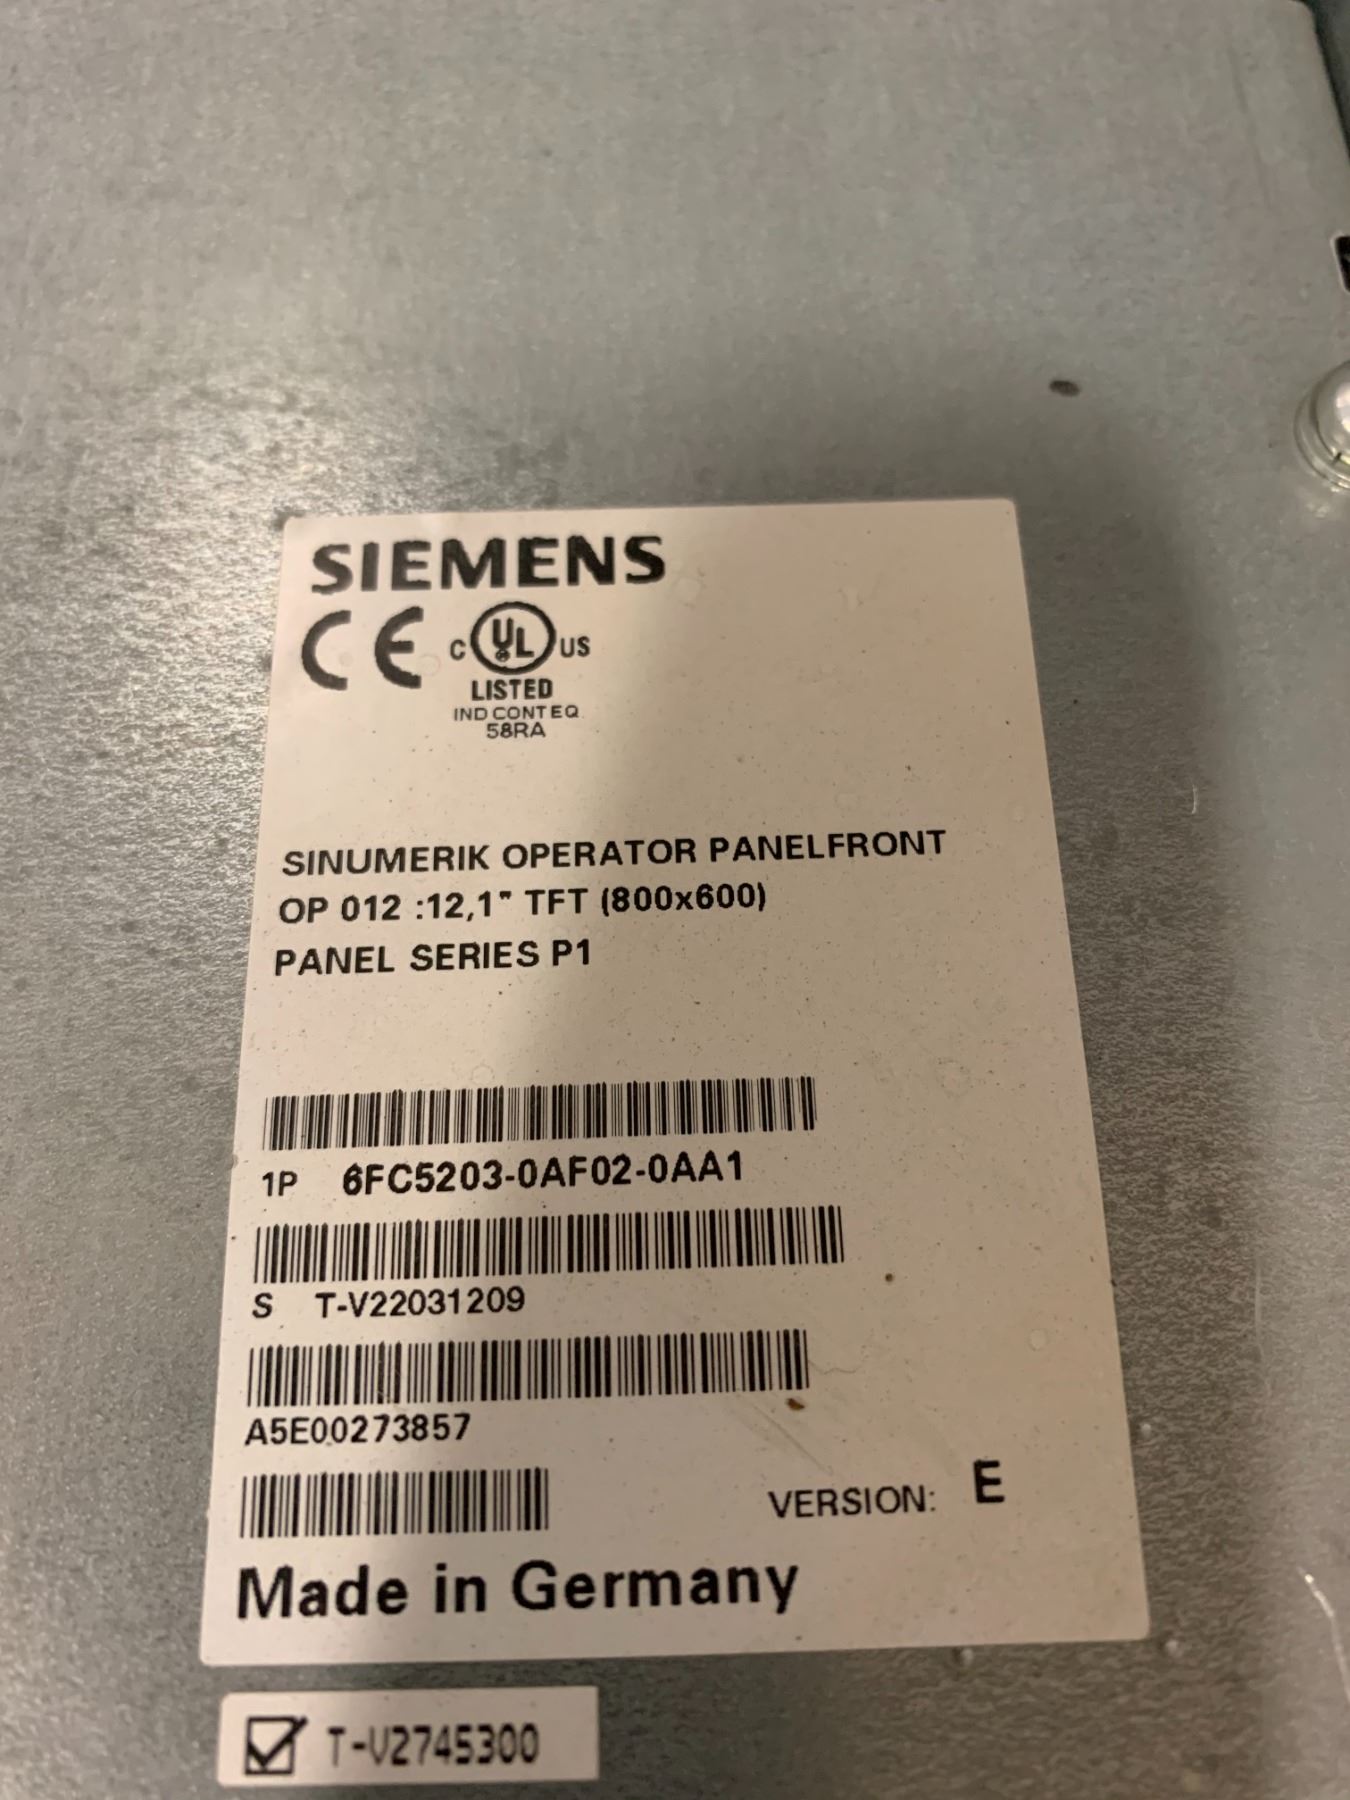 SIEMENS
CE C UL US
LISTED
IND CONT EQ
58RA
SINUMERIK OPERATOR PANELFRONT
OP 012 :12,1" TFT (800x600)
PANEL SERIES P1
1P 6FC5203-0AF02-0AA1
S T-V22031209
A5E00273857
VERSION: E
Made in Germany
T-V2745300